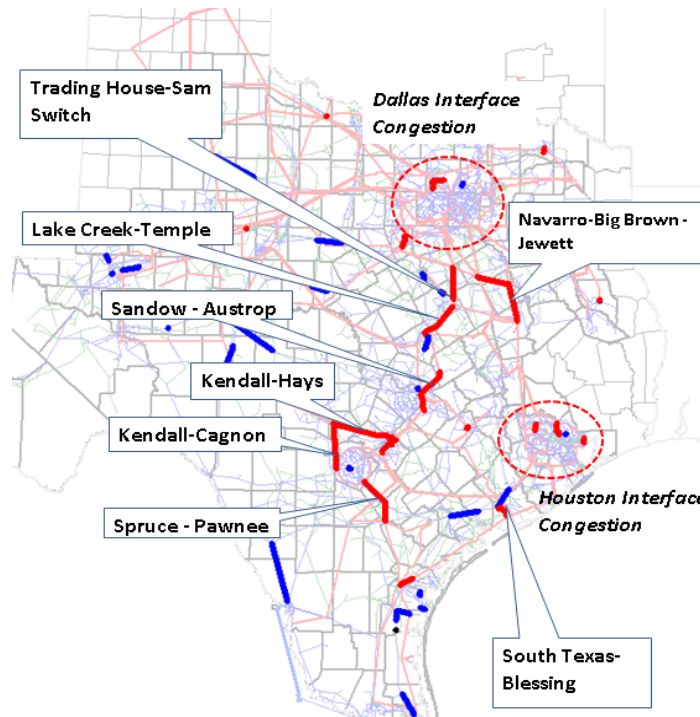 Trading House-Sam
Switch
Dallas Interface
Congestion
Lake Creek-Temple
Navarro-Big Brown -
Jewett
Sandow - Austrop
Kendall-Hays
Kendall-Cagnon
Spruce - Pawnee
Houston Interface
Congestion
South Texas-
Blessing